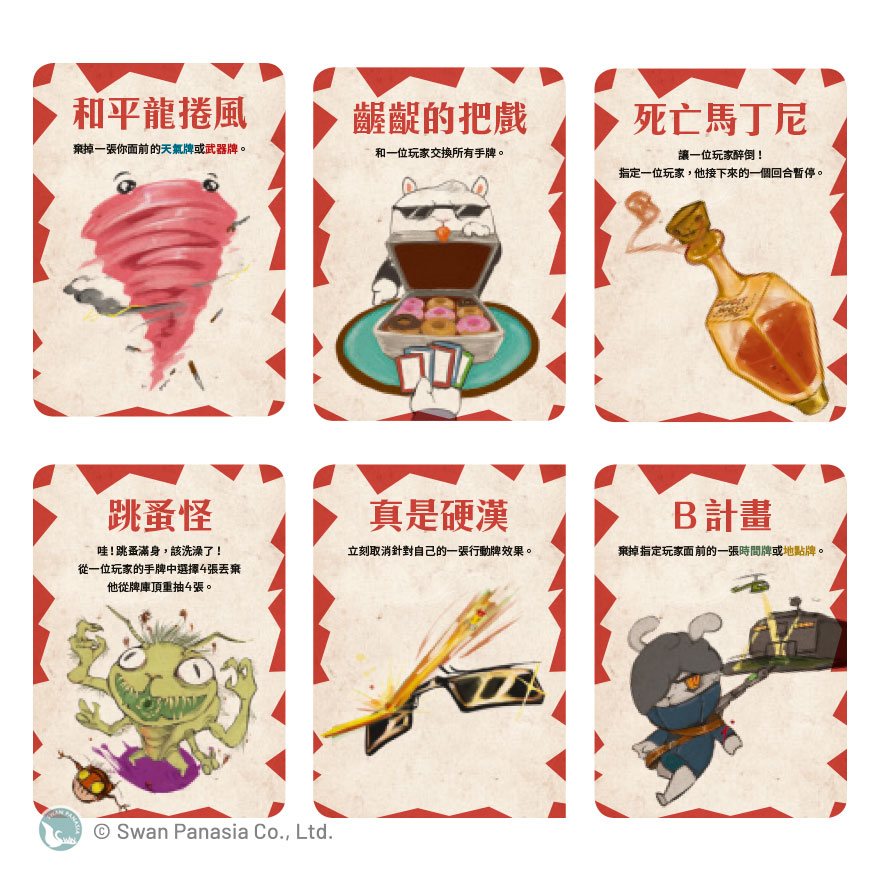 和平龍捲風
棄掉一張你面前的天氣牌或武器牌。
齷齪的把戲
和一位玩家交換所有手牌。
死亡馬丁尼
讓一位玩家醉倒！
指定一位玩家，他接下來的一個回合暫停。
跳蚤怪
哇！跳蚤滿身，該洗澡了！
從一位玩家的手牌中選擇4張丟棄
他從牌庫頂重抽4張。
真是硬漢
立刻取消針對自己的一張行動牌效果。
B計畫
棄掉指定玩家面前的一張時間牌或地點牌。
SWAN PANASIA
© Swan Panasia Co., Ltd.